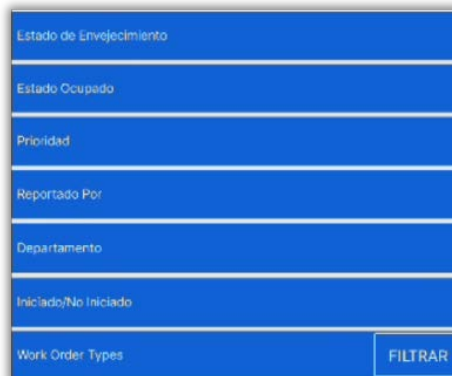 Estado de Envejecimiento
Estado Ocupado
Prioridad
Reportado Por
Departamento
Iniciado/No Iniciado
Work Order Types
FILTRAR